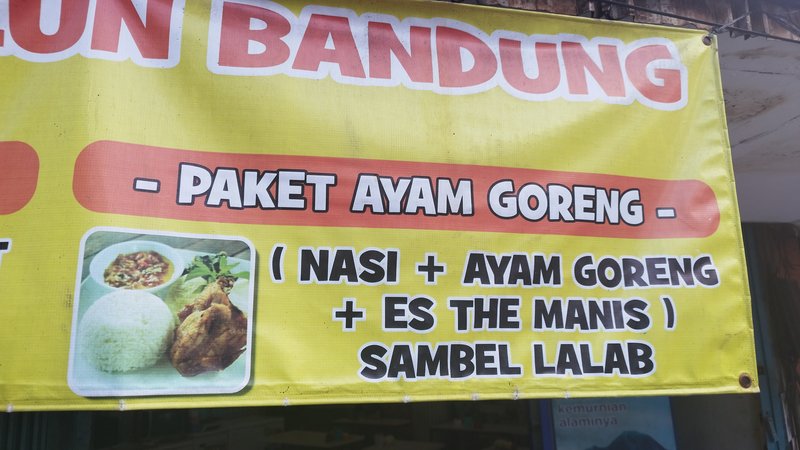 BANDUNG
- PAKET AYAM GORENG -
( NASI + AYAM GORENG
+ ES THE MANIS )
SAMBEL LALAB
kemurnian
alaminya